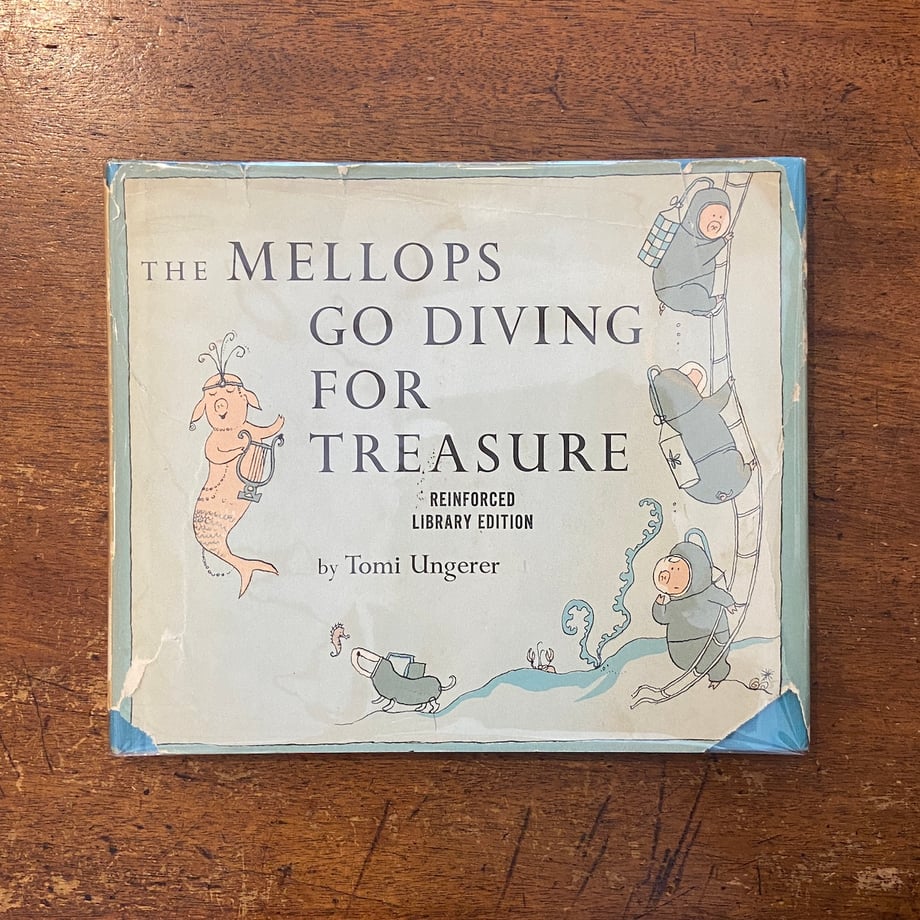 THE MELLOPS
GO DIVING
FOR
TREASURE
REINFORCED
LIBRARY EDITION
by Tomi Ungerer